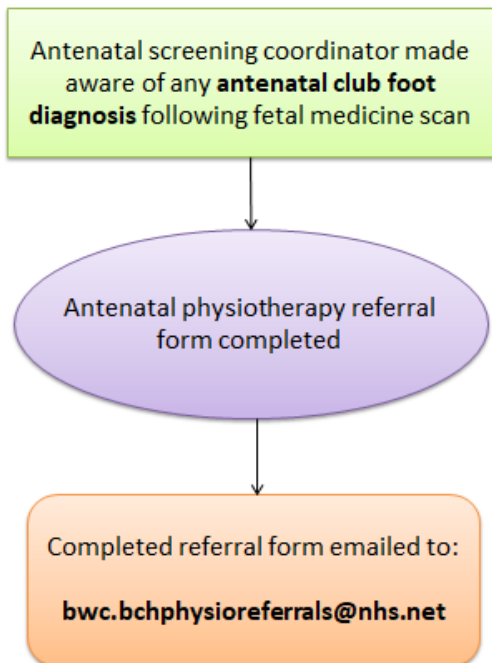 Antenatal screening coordinator made
aware of any antenatal club foot
diagnosis following fetal medicine scan
Antenatal physiotherapy referral
form completed
Completed referral form emailed to:
bwc.bchphysioreferrals@nhs.net